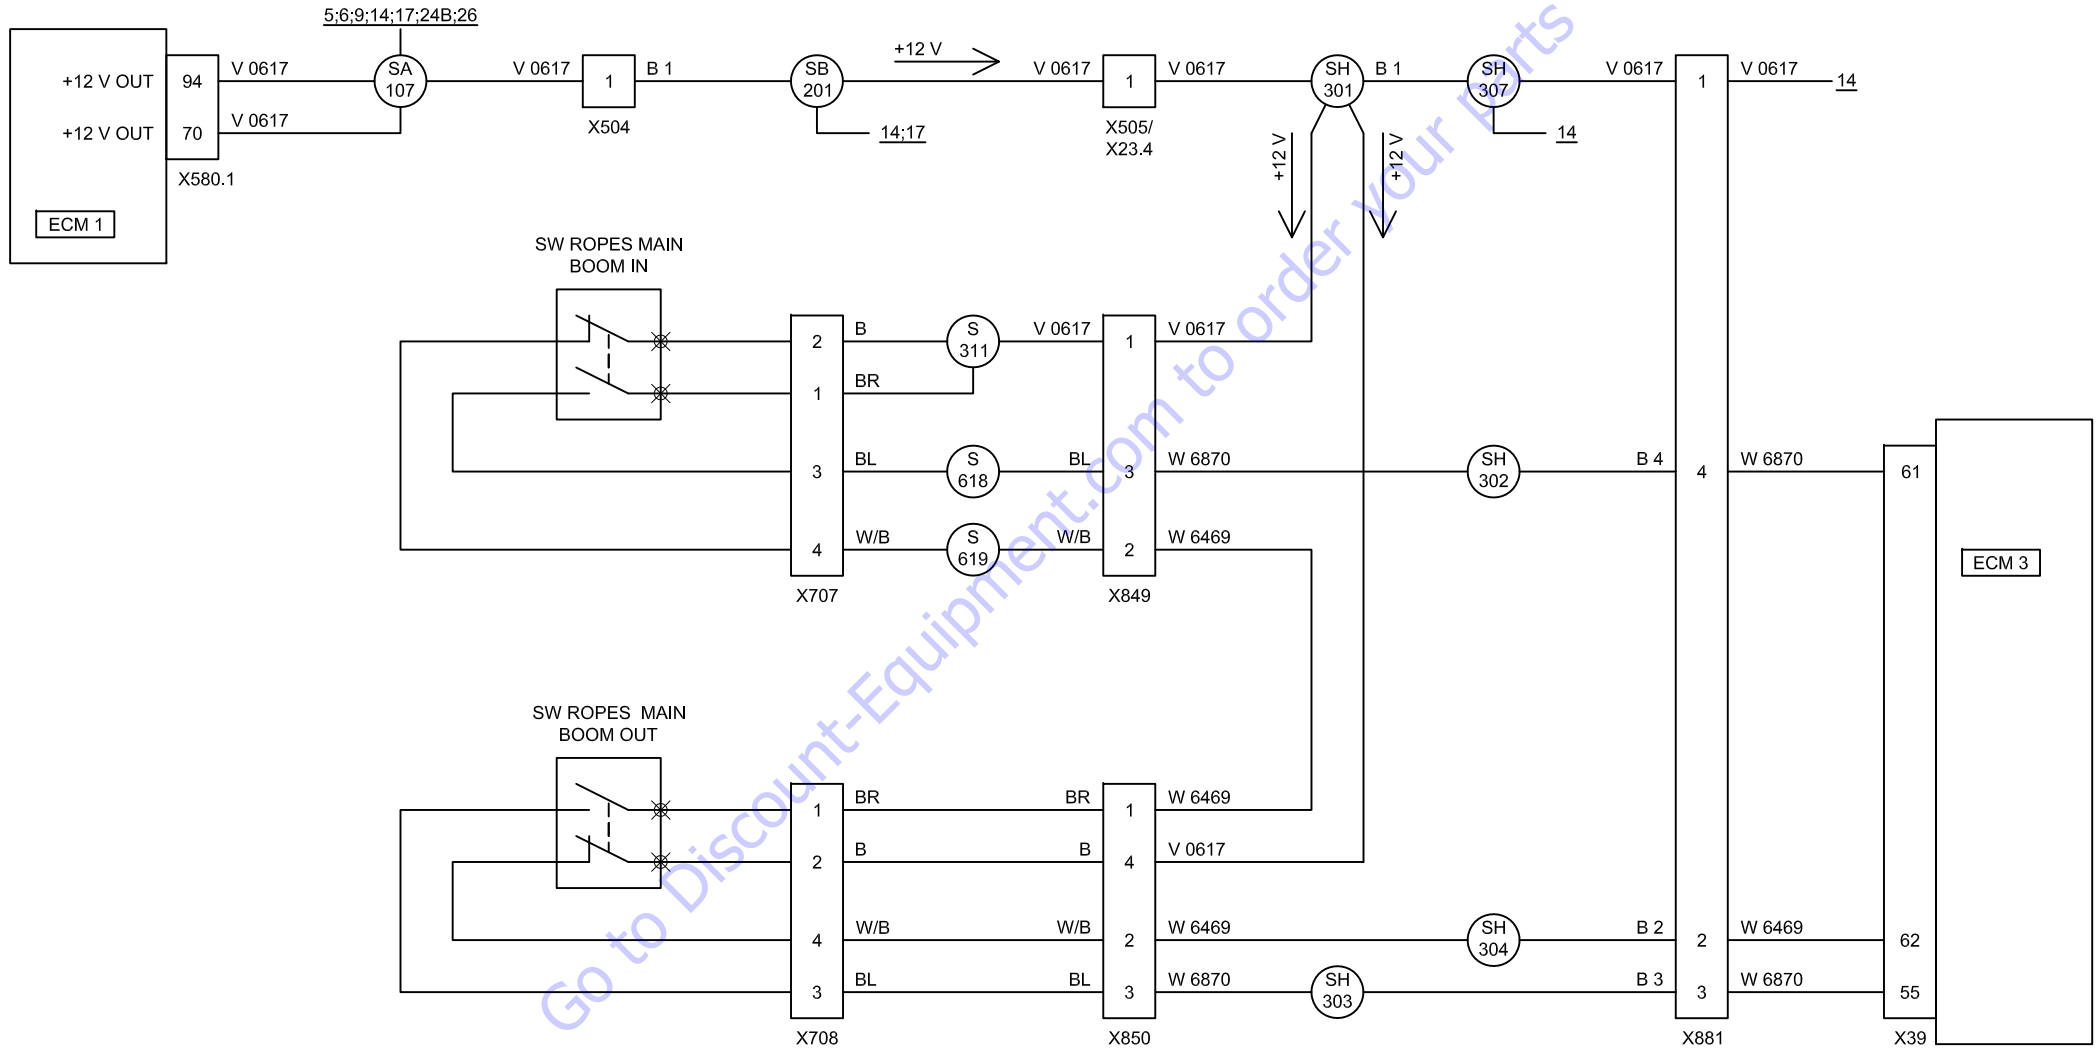 5;6;9;14;17;24B;26
+12 V OUT 94 V 0617 SA 107 V 0617 1 B 1 SB 201 +12 V V 0617 1 V 0617 SH 301 B 1 SH 307 V 0617 1 V 0617 14
+12 V OUT 70 V 0617 X504 14;17 X505/ X23.4 14
X580.1
+12 V +12 V
ECM 1
SW ROPES MAIN
BOOM IN
2 B S 311 V 0617 1 V 0617
1 BR
3 BL S 618 BL 3 W 6870 SH 302 B 4 4 W 6870 61
4 W/B S 619 W/B 2 W 6469
ECM 3
X707 X849
SW ROPES MAIN
BOOM OUT
1 BR BR 1 W 6469
2 B B 4 V 0617
4 W/B W/B 2 W 6469 SH 304 B 2 2 W 6469 62
3 BL BL 3 W 6870 SH 303 B 3 3 W 6870 55
X708 X850 X881 X39
Go to Discount-Equipment.com to order your parts